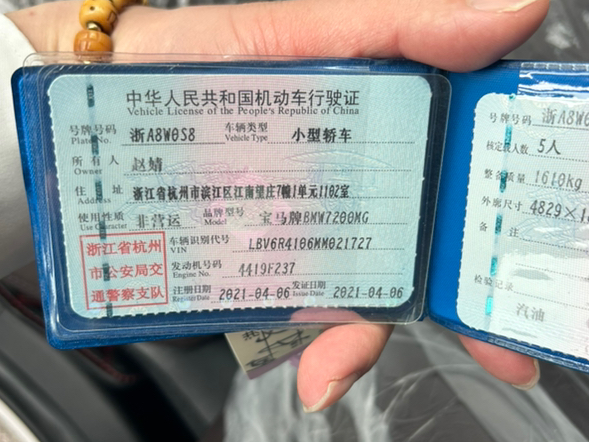 中华人民共和国机动车行驶证
Vehicle License of the People's Republic of China
号牌号码 浙A8W0S8 车辆类型 小型轿车
Plate No. Vehicle Type
所有人 赵婧
Owner
住址 浙江省杭州市滨江区江南望庄7幢1单元1102室
Address
使用性质 非营运 品牌型号 宝马牌BMW7200MG
Use Character Model
浙江省杭州
市公安局交
通警察支队
车辆识别代号 LBV6R4106MM021727
VIN
发动机号码 4419F237
Engine No.
注册日期 2021-04-06 发证日期 2021-04-06
Register Date Issue Date
号牌号码 浙A8W0
核定载人数 5人
整备质量 1610kg
外廓尺寸 4829×1
备注
检验记录
汽油